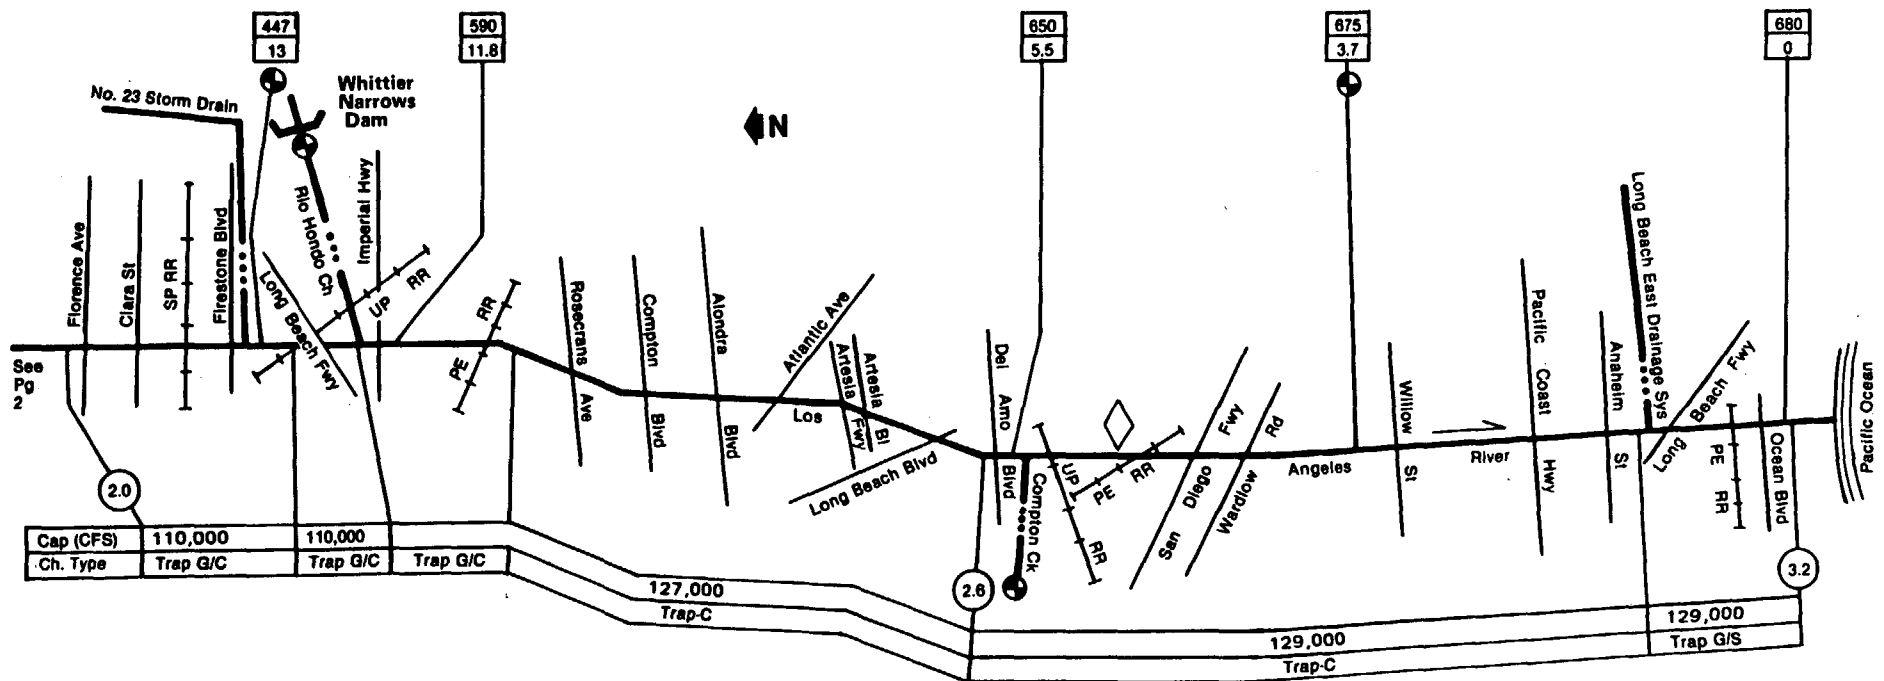 447
13
590
11.8
650
5.5
675
3.7
680
0
No. 23 Storm Drain
Whittier
Narrows
Dam
N
Florence Ave
Clara St
SP RR
Firestone Blvd
Long Beach Fwy
Rio Hondo Ch
Imperial Hwy
UP RR
PE RR
Rosecrans Ave
Compton Blvd
Alondra Blvd
Atlantic Ave
Artesia Fwy
Artesia Bl
Long Beach Blvd
Del Amo Blvd
Compton Ck
UP RR
PE RR
San Diego Fwy
Wardlow Rd
Los Angeles River
Willow St
Pacific Coast Hwy
Anaheim St
Long Beach East Drainage Sys
Long Beach Fwy
PE RR
Ocean Blvd
Pacific Ocean
See
Pg
2
2.0
2.6
3.2
Cap (CFS) 110,000 110,000
Ch. Type Trap G/C Trap G/C Trap G/C
127,000
Trap-C
129,000
Trap-C
129,000
Trap G/S